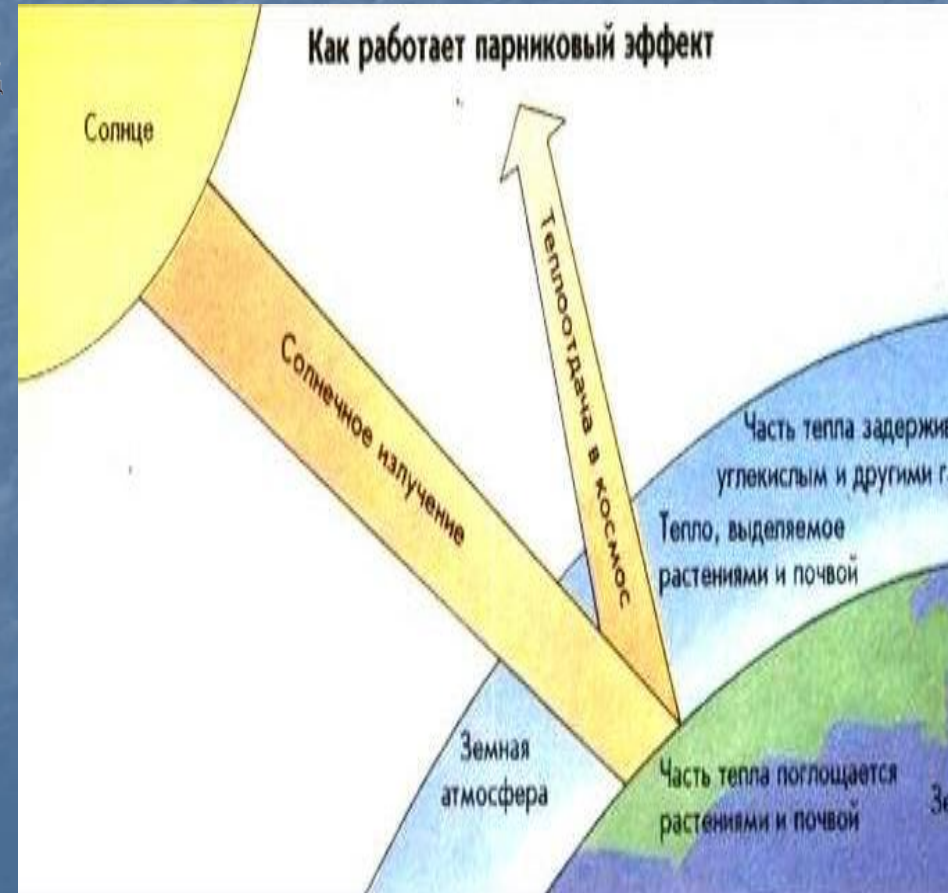 Как работает парниковый эффект
Солнце
Солнечное излучение
Теплоотдача в космос
Часть тепла задержив
углекислым и другими г
Тепло, выделяемое
растениями и почвой
Земная
атмосфера
Часть тепла поглощается
растениями и почвой